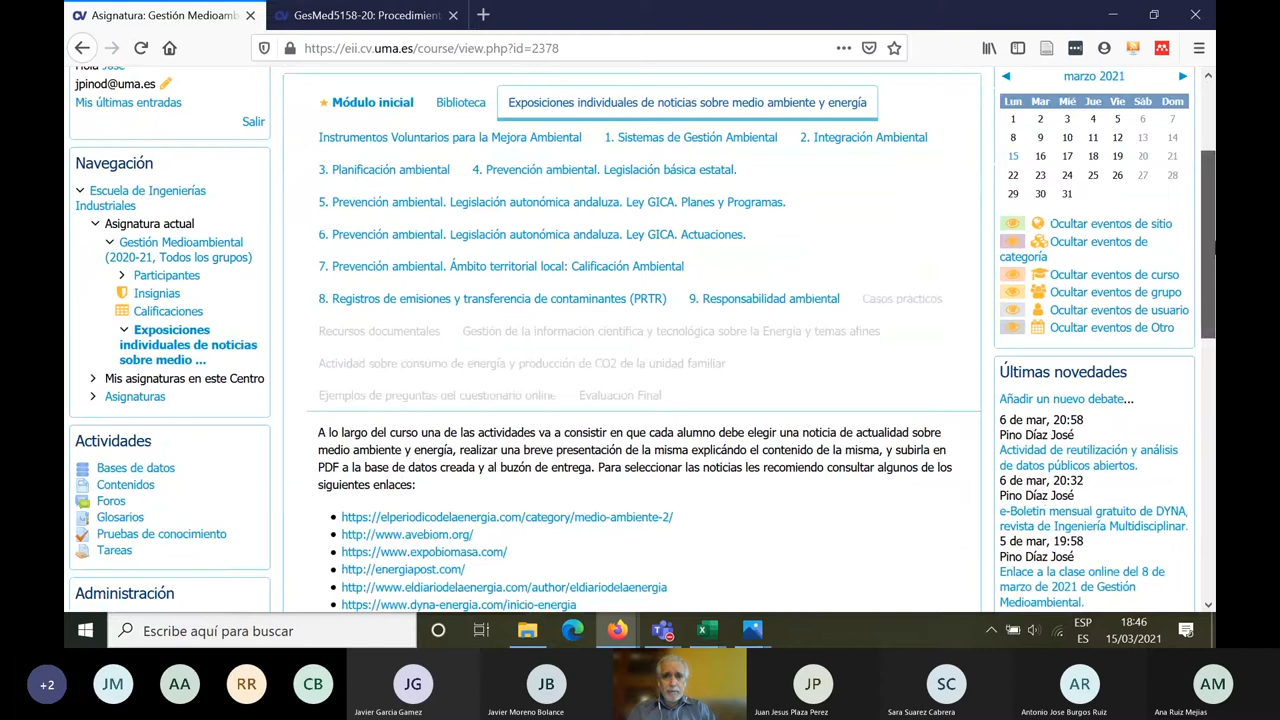 Asignatura: Gestión Medioamb
GesMed5158-20: Procedimient
https://eii.cv.uma.es/course/view.php?id=2378
jpinod@uma.es
Mis últimas entradas
Salir
Navegación
Escuela de Ingenierías
Industriales
Asignatura actual
Gestión Medioambiental
(2020-21, Todos los grupos)
Participantes
Insignias
Calificaciones
Exposiciones
individuales de noticias
sobre medio ...
Mis asignaturas en este Centro
Asignaturas
Actividades
Bases de datos
Contenidos
Foros
Glosarios
Pruebas de conocimiento
Tareas
Administración
Módulo inicial
Biblioteca
Exposiciones individuales de noticias sobre medio ambiente y energía
Instrumentos Voluntarios para la Mejora Ambiental
1. Sistemas de Gestión Ambiental
2. Integración Ambiental
3. Planificación ambiental
4. Prevención ambiental. Legislación básica estatal.
5. Prevención ambiental. Legislación autonómica andaluza. Ley GICA. Planes y Programas.
6. Prevención ambiental. Legislación autonómica andaluza. Ley GICA. Actuaciones.
7. Prevención ambiental. Ámbito territorial local: Calificación Ambiental
8. Registros de emisiones y transferencia de contaminantes (PRTR)
9. Responsabilidad ambiental
Casos prácticos
Recursos documentales
Gestión de la informacion cientifica y tecnológica sobre la Energia y temas afines
Actividad sobre consumo de energía y producción de CO2 de la unidad familiar
Ejemplos de preguntas del cuestionario online
Evaluación Final
A lo largo del curso una de las actividades va a consistir en que cada alumno debe elegir una noticia de actualidad sobre
medio ambiente y energía, realizar una breve presentación de la misma explicándo el contenido de la misma, y subirla en
PDF a la base de datos creada y al buzón de entrega. Para seleccionar las noticias les recomiendo consultar algunos de los
siguientes enlaces:
https://elperiodicodelaenergia.com/category/medio-ambiente-2/
http://www.avebiom.org/
https://www.expobiomasa.com/
http://energiapost.com/
http://www.eldiariodelaenergia.com/author/eldiariodelaenergia
https://www.dyna-energia.com/inicio-energia
marzo 2021
Lun Mar Mié Jue Vie Sáb Dom
1 2 3 4 5 6 7
8 9 10 11 12 13 14
15 16 17 18 19 20 21
22 23 24 25 26 27 28
29 30 31
Ocultar eventos de sitio
Ocultar eventos de
categoría
Ocultar eventos de curso
Ocultar eventos de grupo
Ocultar eventos de usuario
Ocultar eventos de Otro
Últimas novedades
Añadir un nuevo debate...
6 de mar, 20:58
Pino Díaz José
Actividad de reutilización y análisis
de datos públicos abiertos.
6 de mar, 20:32
Pino Díaz José
e-Boletin mensual gratuito de DYNA,
revista de Ingeniería Multidisciplinar.
5 de mar, 19:58
Pino Díaz José
Enlace a la clase online del 8 de
marzo de 2021 de Gestión
Medioambiental.
Escribe aquí para buscar
ESP
ES
18:46
15/03/2021
+2
JM
AA
RR
CB
JG
Javier Garcia Gamez
JB
Javier Moreno Bolance
JP
Juan Jesus Plaza Perez
SC
Sara Suarez Cabrera
AR
Antonio Jose Burgos Ruiz
AM
Ana Ruiz Mejias